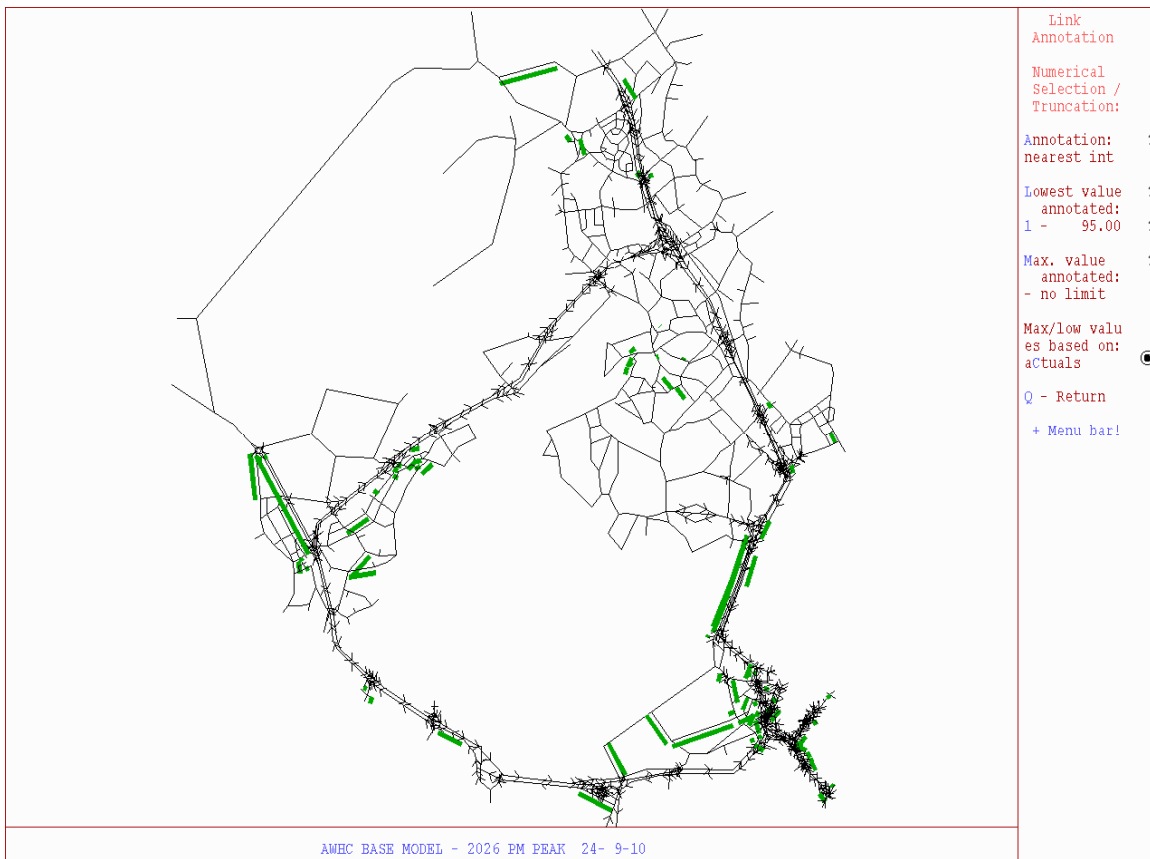 Link
Annotation
Numerical
Selection /
Truncation:
Annotation: ?
nearest int
Lowest value ?
annotated:
1 - 95.00 ?
Max. value ?
annotated:
- no limit
Max/low valu
es based on:
aCtuals
Q - Return
+ Menu bar!
AWHC BASE MODEL - 2026 PM PEAK 24- 9-10